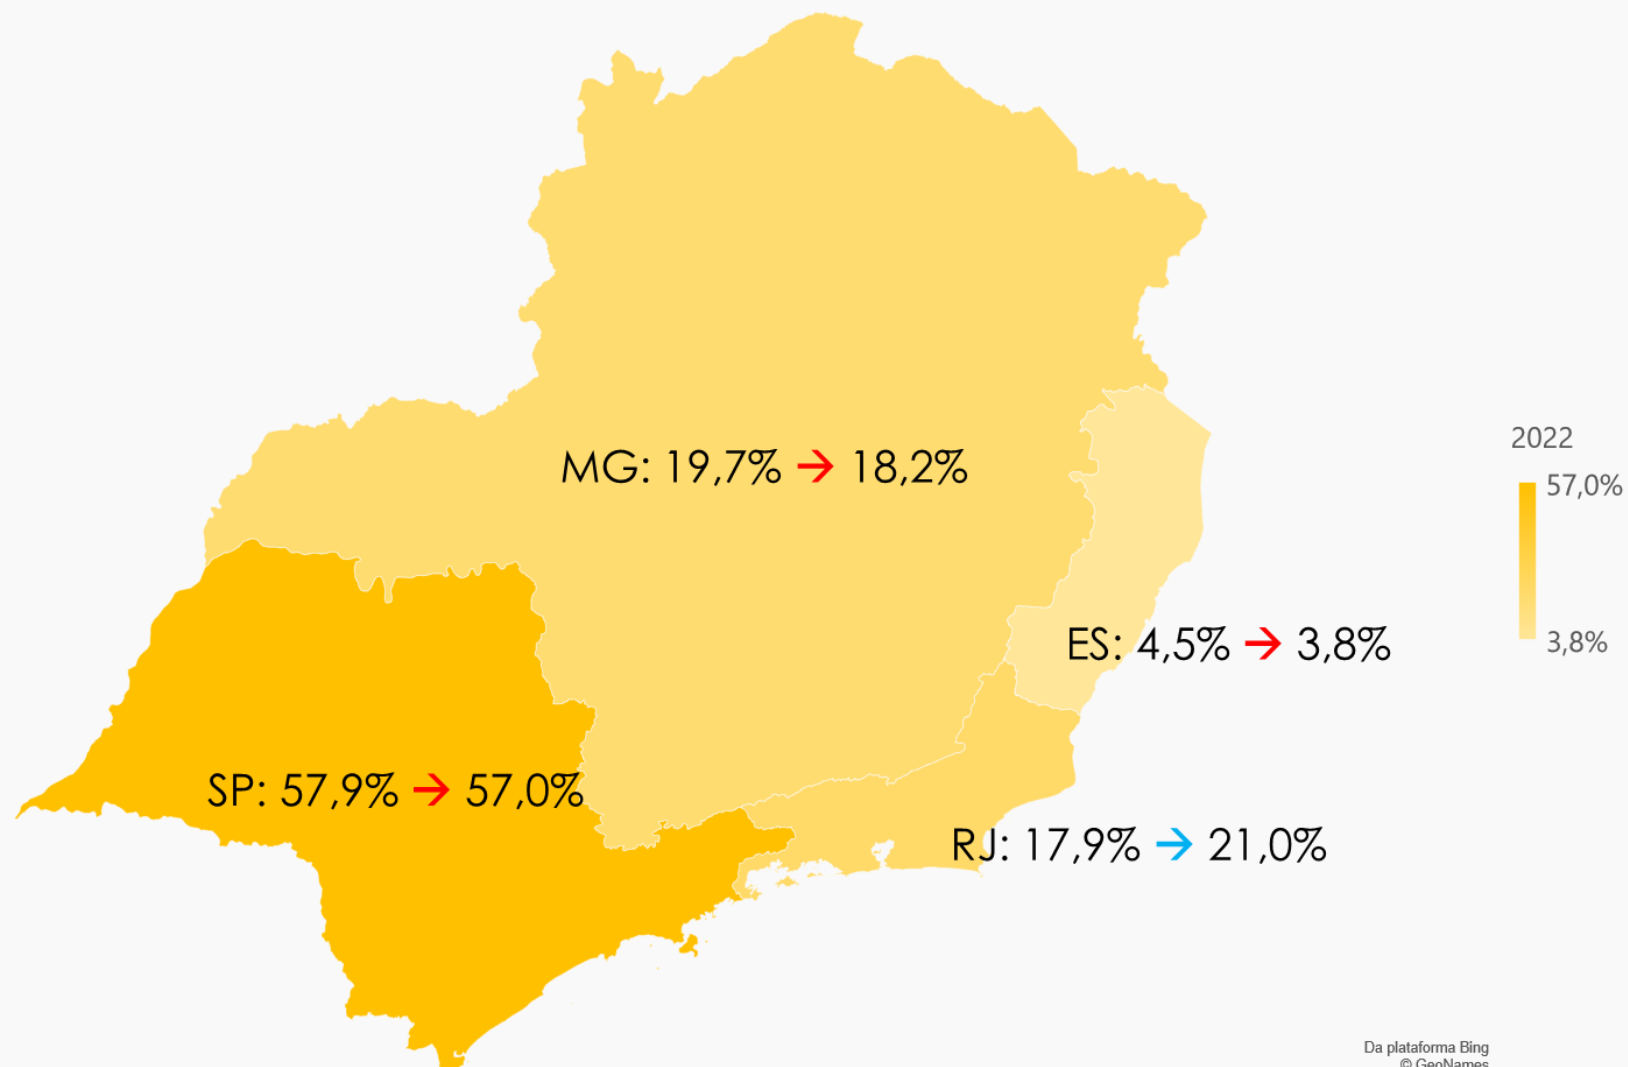 2022
57,0%
MG: 19,7% → 18,2%
3,8%
ES: 4,5% → 3,8%
SP: 57,9% → 57,0%
RJ: 17,9% → 21,0%
Da plataforma Bing
© GeoNames